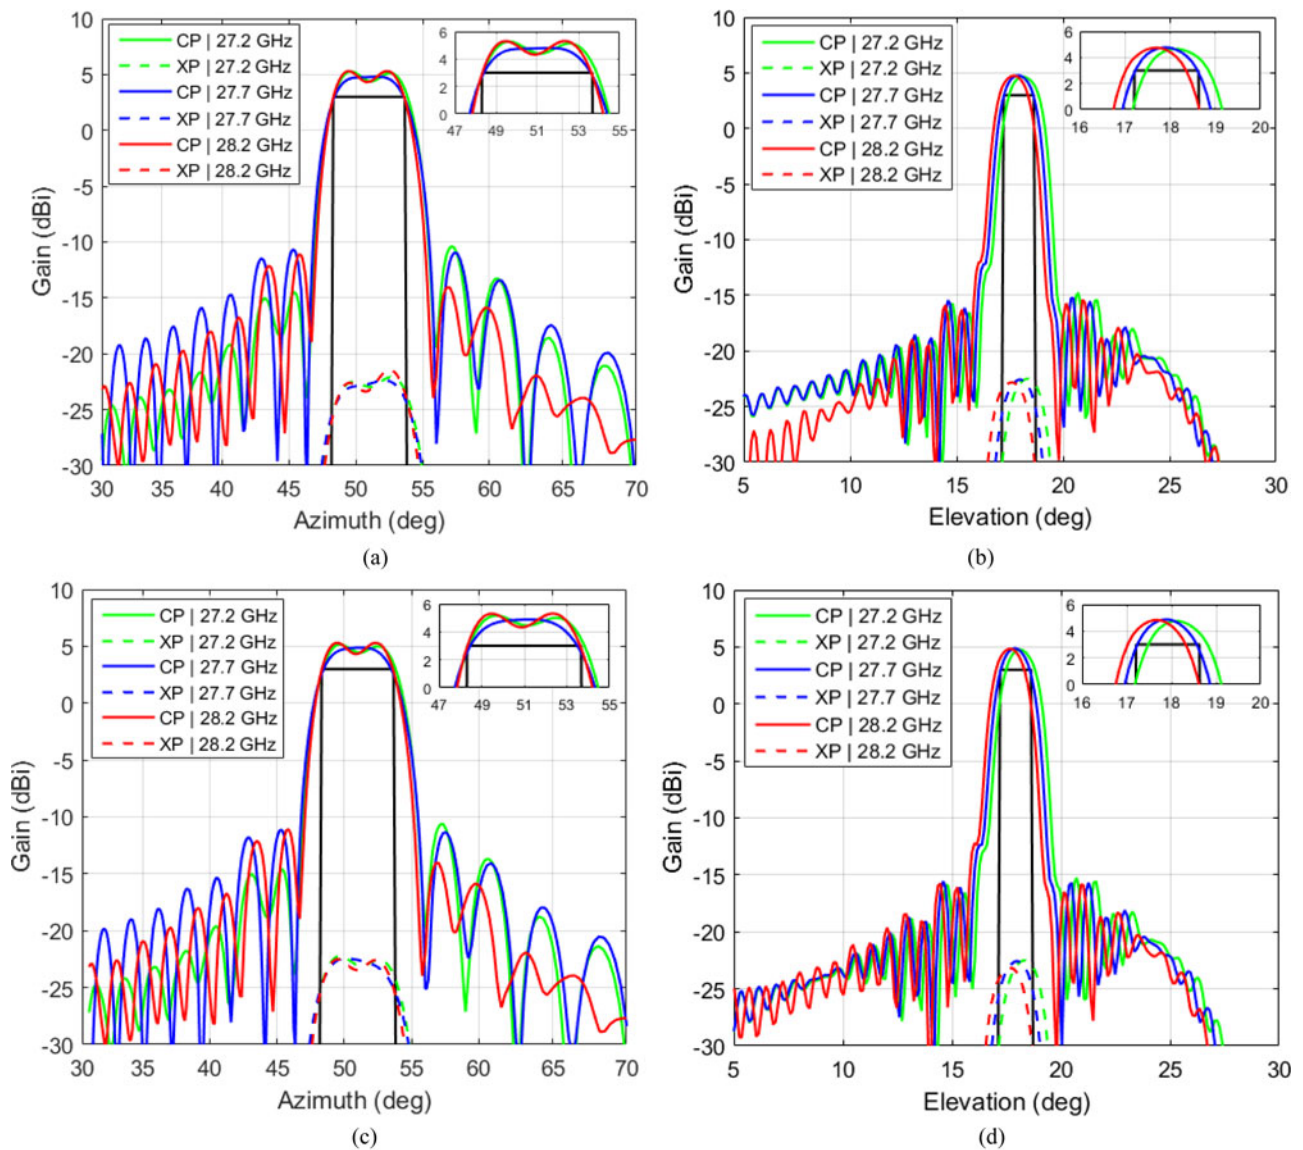 10
5
0
-5
-10
-15
-20
-25
-30
Gain (dBi)
CP | 27.2 GHz
XP | 27.2 GHz
CP | 27.7 GHz
XP | 27.7 GHz
CP | 28.2 GHz
XP | 28.2 GHz
6
4
2
0
47 49 51 53 55
30 35 40 45 50 55 60 65 70
Azimuth (deg)
(a)
10
5
0
-5
-10
-15
-20
-25
-30
Gain (dBi)
CP | 27.2 GHz
XP | 27.2 GHz
CP | 27.7 GHz
XP | 27.7 GHz
CP | 28.2 GHz
XP | 28.2 GHz
6
4
2
0
16 17 18 19 20
5 10 15 20 25 30
Elevation (deg)
(b)
10
5
0
-5
-10
-15
-20
-25
-30
Gain (dBi)
CP | 27.2 GHz
XP | 27.2 GHz
CP | 27.7 GHz
XP | 27.7 GHz
CP | 28.2 GHz
XP | 28.2 GHz
6
4
2
0
47 49 51 53 55
30 35 40 45 50 55 60 65 70
Azimuth (deg)
(c)
10
5
0
-5
-10
-15
-20
-25
-30
Gain (dBi)
CP | 27.2 GHz
XP | 27.2 GHz
CP | 27.7 GHz
XP | 27.7 GHz
CP | 28.2 GHz
XP | 28.2 GHz
6
4
2
0
16 17 18 19 20
5 10 15 20 25 30
Elevation (deg)
(d)